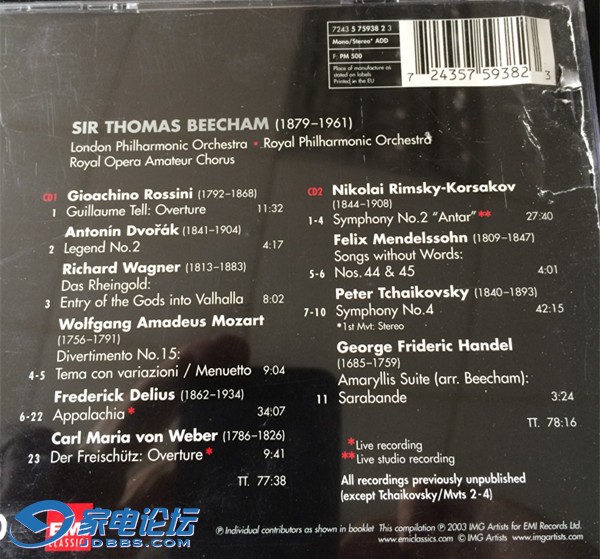 7243 5 75938 2 3
Mono/Stereo* ADD
F: PM 500
Place of manufacture as
stated on labels
Printed in the EU
7 24357 59382 3
SIR THOMAS BEECHAM (1879–1961)
London Philharmonic Orchestra • Royal Philharmonic Orchestra
Royal Opera Amateur Chorus
CD1 Gioachino Rossini (1792–1868)
1 Guillaume Tell: Overture 11:32
Antonín Dvořák (1841–1904)
2 Legend No.2 4:17
Richard Wagner (1813–1883)
Das Rheingold:
3 Entry of the Gods into Valhalla 8:02
Wolfgang Amadeus Mozart
(1756–1791)
Divertimento No.15:
4-5 Tema con variazioni / Menuetto 9:04
Frederick Delius (1862–1934)
6-22 Appalachia* 34:07
Carl Maria von Weber (1786–1826)
23 Der Freischütz: Overture* 9:41
TT. 77:38
CD2 Nikolai Rimsky-Korsakov
(1844–1908)
1-4 Symphony No.2 "Antar"** 27:40
Felix Mendelssohn (1809–1847)
Songs without Words:
5-6 Nos. 44 & 45 4:01
Peter Tchaikovsky (1840–1893)
7-10 Symphony No.4 42:15
*1st Mvt: Stereo
George Frideric Handel
(1685–1759)
Amaryllis Suite (arr. Beecham):
11 Sarabande 3:24
TT. 78:16
*Live recording
**Live studio recording
All recordings previously unpublished
(except Tchaikovsky/Mvts 2-4)
EMI
CLASSICS
家电论坛
JDBBS.COM
Ⓟ Individual contributors as shown in booklet This compilation Ⓟ 2003 IMG Artists for EMI Records Ltd.
www.emiclassics.com www.imgartists.com